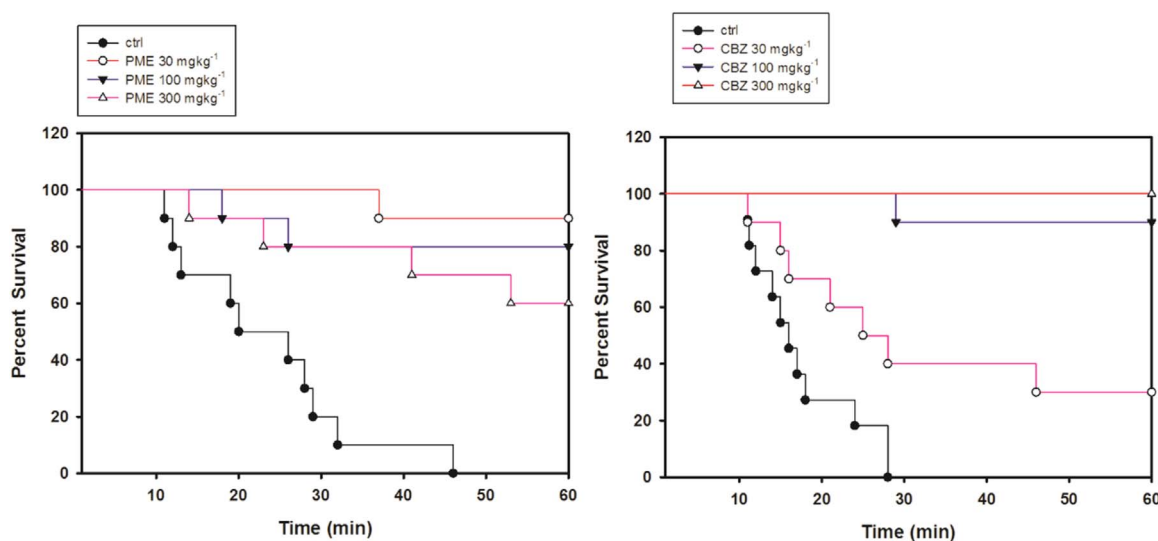 ctrl
PME 30 mgkg⁻¹
PME 100 mgkg⁻¹
PME 300 mgkg⁻¹
120
100
80
60
40
20
0
Percent Survival
10 20 30 40 50 60
Time (min)
ctrl
CBZ 30 mgkg⁻¹
CBZ 100 mgkg⁻¹
CBZ 300 mgkg⁻¹
120
100
80
60
40
20
0
Percent Survival
10 20 30 40 50 60
Time (min)